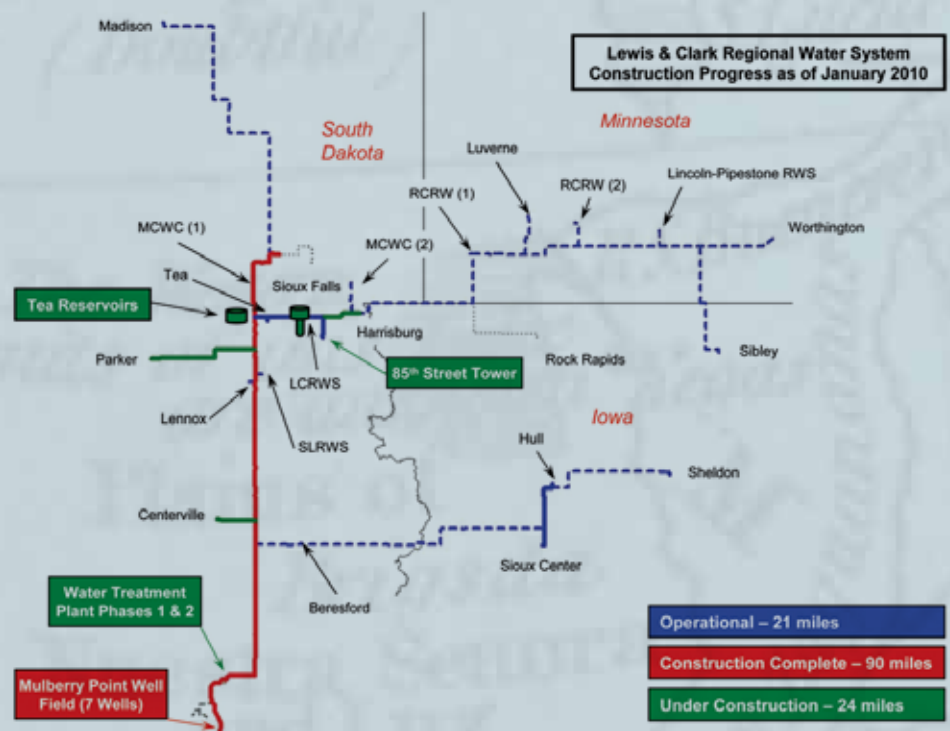 Madison
Lewis & Clark Regional Water System
Construction Progress as of January 2010
South
Dakota
Minnesota
Luverne
RCRW (1)
RCRW (2)
Lincoln-Pipestone RWS
MCWC (1)
MCWC (2)
Worthington
Tea
Sioux Falls
Tea Reservoirs
Harrisburg
Parker
LCRWS
85th Street Tower
Rock Rapids
Sibley
Lennox
SLRWS
Iowa
Hull
Sheldon
Centerville
Sioux Center
Beresford
Water Treatment
Plant Phases 1 & 2
Mulberry Point Well
Field (7 Wells)
Operational – 21 miles
Construction Complete – 90 miles
Under Construction – 24 miles